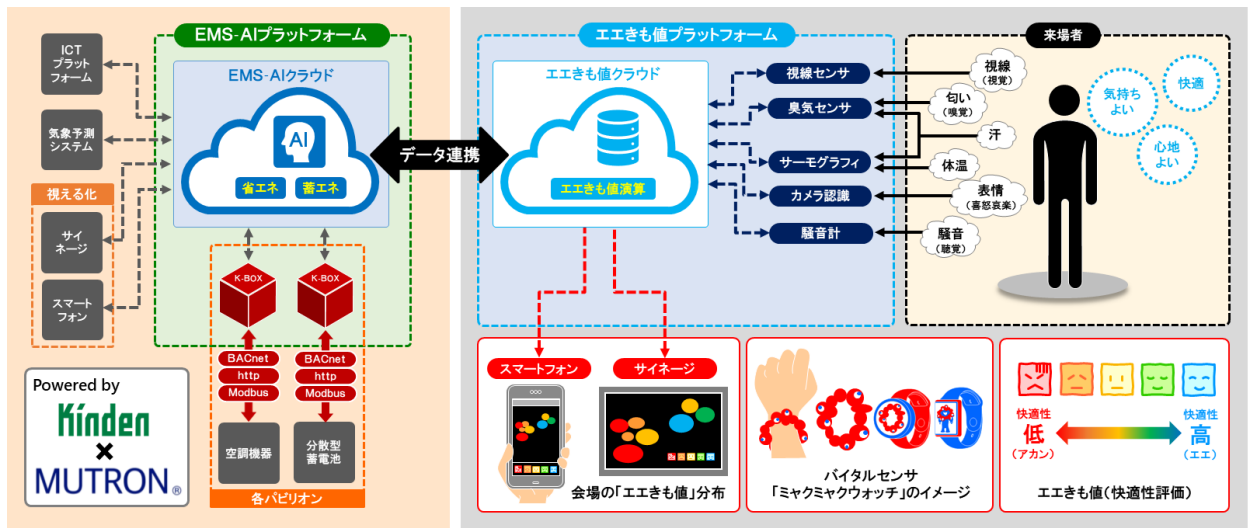 EMS-AIプラットフォーム
ICT
プラット
フォーム
気象予測
システム
視える化
サイ
ネージ
スマート
フォン
EMS-AIクラウド
AI
省エネ
蓄エネ
K-BOX
K-BOX
BACnet
http
Modbus
BACnet
http
Modbus
空調機器
分散型
蓄電池
各パビリオン
Powered by
Kinden
×
MUTRON®
データ連携
エエきも値プラットフォーム
エエきも値クラウド
エエきも値演算
視線センサ
臭気センサ
サーモグラフィ
カメラ認識
騒音計
来場者
視線
(視覚)
匂い
(嗅覚)
汗
体温
表情
(喜怒哀楽)
騒音
(聴覚)
気持ち
よい
快適
心地
よい
スマートフォン
サイネージ
会場の「エエきも値」分布
バイタルセンサ
「ミャクミャクウォッチ」のイメージ
快適性
低
(アカン)
快適性
高
(エエ)
エエきも値(快適性評価)